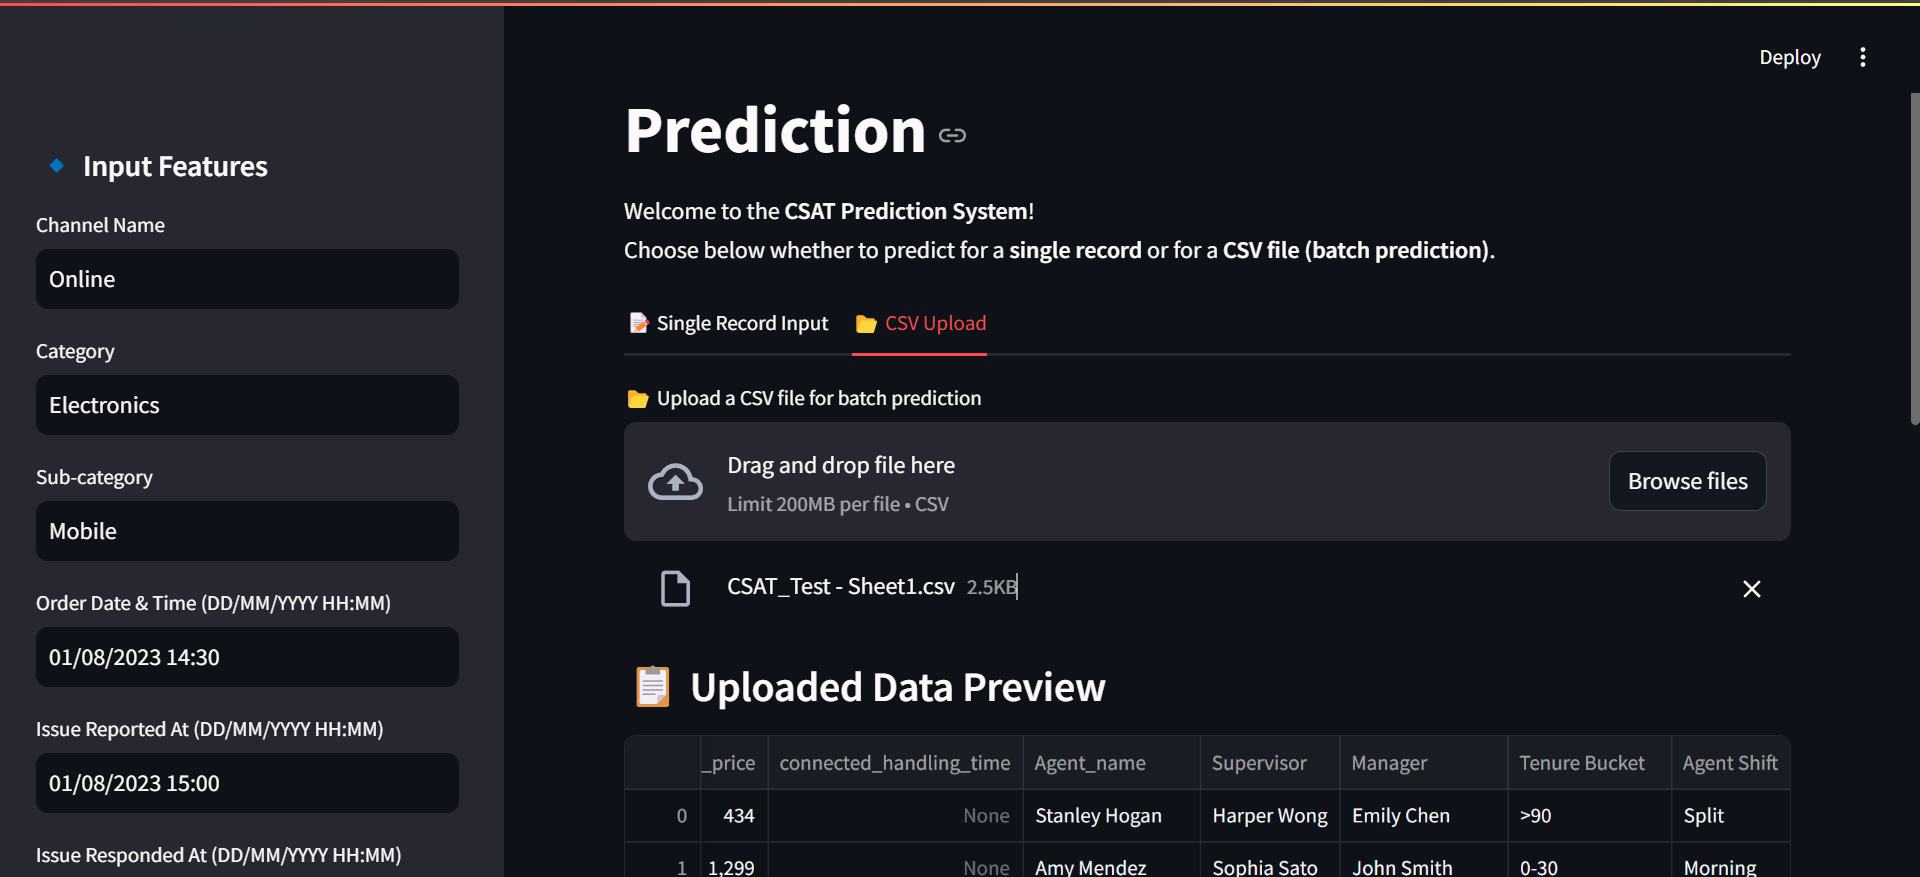 Deploy
Input Features
Channel Name
Online
Category
Electronics
Sub-category
Mobile
Order Date & Time (DD/MM/YYYY HH:MM)
01/08/2023 14:30
Issue Reported At (DD/MM/YYYY HH:MM)
01/08/2023 15:00
Issue Responded At (DD/MM/YYYY HH:MM)
Prediction
Welcome to the CSAT Prediction System!
Choose below whether to predict for a single record or for a CSV file (batch prediction).
Single Record Input CSV Upload
Upload a CSV file for batch prediction
Drag and drop file here
Limit 200MB per file • CSV
Browse files
CSAT_Test - Sheet1.csv 2.5KB
Uploaded Data Preview
_price connected_handling_time Agent_name Supervisor Manager Tenure Bucket Agent Shift
0 434 None Stanley Hogan Harper Wong Emily Chen >90 Split
1 1,299 None Amy Mendez Sophia Sato John Smith 0-30 Morning